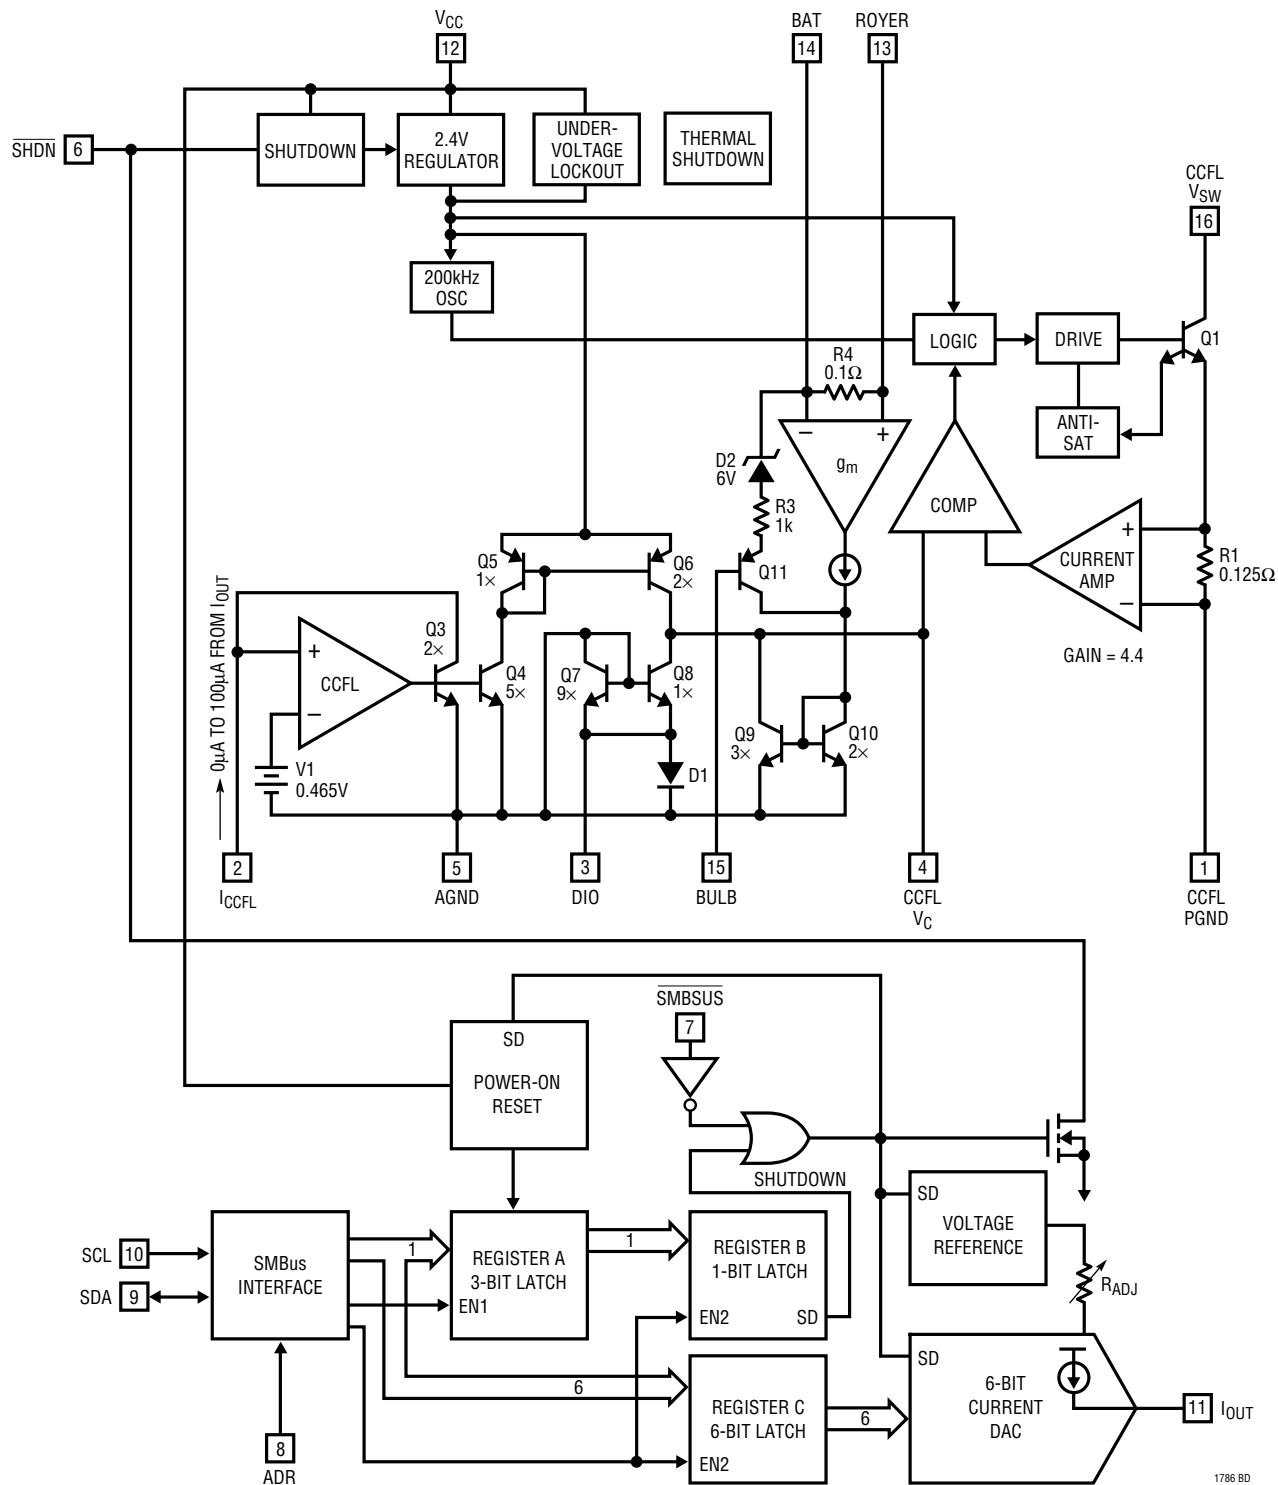 VCC
12
BAT
14
ROYER
13
SHDN
6
SHUTDOWN
2.4V
REGULATOR
UNDER-
VOLTAGE
LOCKOUT
THERMAL
SHUTDOWN
CCFL
VSW
16
200kHz
OSC
LOGIC
DRIVE
Q1
R4
0.1Ω
ANTI-
SAT
–
+
gm
D2
6V
R3
1k
COMP
+
CURRENT
AMP
–
R1
0.125Ω
GAIN = 4.4
Q5
1×
Q6
2×
Q11
0µA TO 100µA FROM IOUT
Q3
2×
+
CCFL
–
Q4
5×
Q7
9×
Q8
1×
Q9
3×
Q10
2×
V1
0.465V
D1
2
ICCFL
5
AGND
3
DIO
15
BULB
4
CCFL
VC
1
CCFL
PGND
SMBSUS
7
SD
POWER-ON
RESET
SHUTDOWN
SD
VOLTAGE
REFERENCE
RADJ
SCL
10
SDA
9
SMBus
INTERFACE
1
REGISTER A
3-BIT LATCH
EN1
1
REGISTER B
1-BIT LATCH
EN2
SD
6
REGISTER C
6-BIT LATCH
EN2
6
SD
6-BIT
CURRENT
DAC
11
IOUT
8
ADR
1786 BD